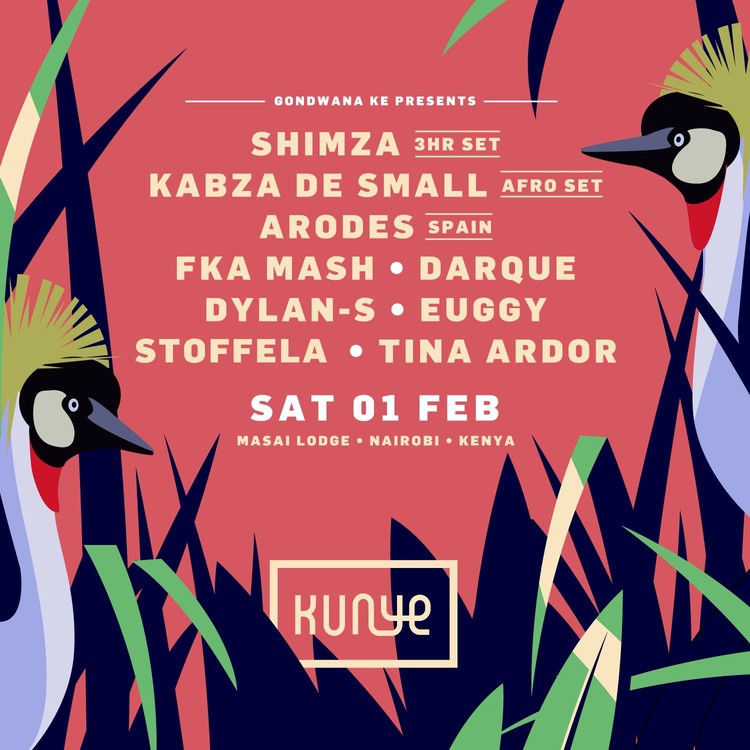 GONDWANA KE PRESENTS
SHIMZA 3HR SET
KABZA DE SMALL AFRO SET
ARODES SPAIN
FKA MASH • DARQUE
DYLAN-S • EUGGY
STOFFELA • TINA ARDOR
SAT 01 FEB
MASAI LODGE • NAIROBI • KENYA
KUNYE